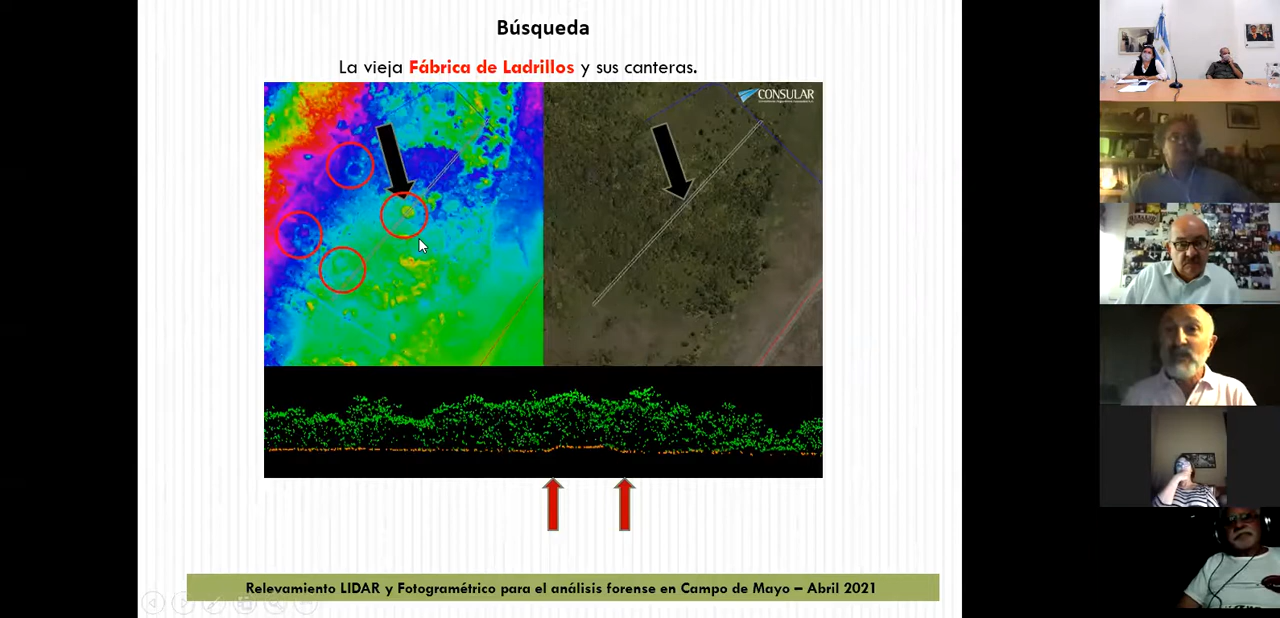 Búsqueda
La vieja Fábrica de Ladrillos y sus canteras.
CONSULAR
Relevamiento LIDAR y Fotogramétrico para el análisis forense en Campo de Mayo – Abril 2021